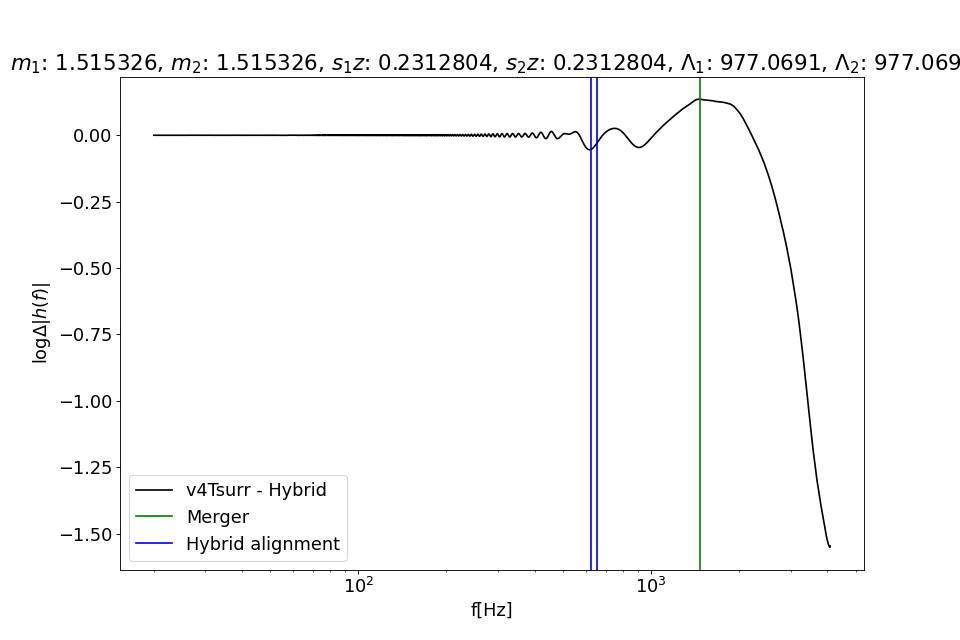 m₁: 1.515326, m₂: 1.515326, s₁z: 0.2312804, s₂z: 0.2312804, Λ₁: 977.0691, Λ₂: 977.069
0.00
−0.25
−0.50
−0.75
−1.00
−1.25
−1.50
logΔ|h(f)|
v4Tsurr - Hybrid
Merger
Hybrid alignment
10² 10³
f[Hz]